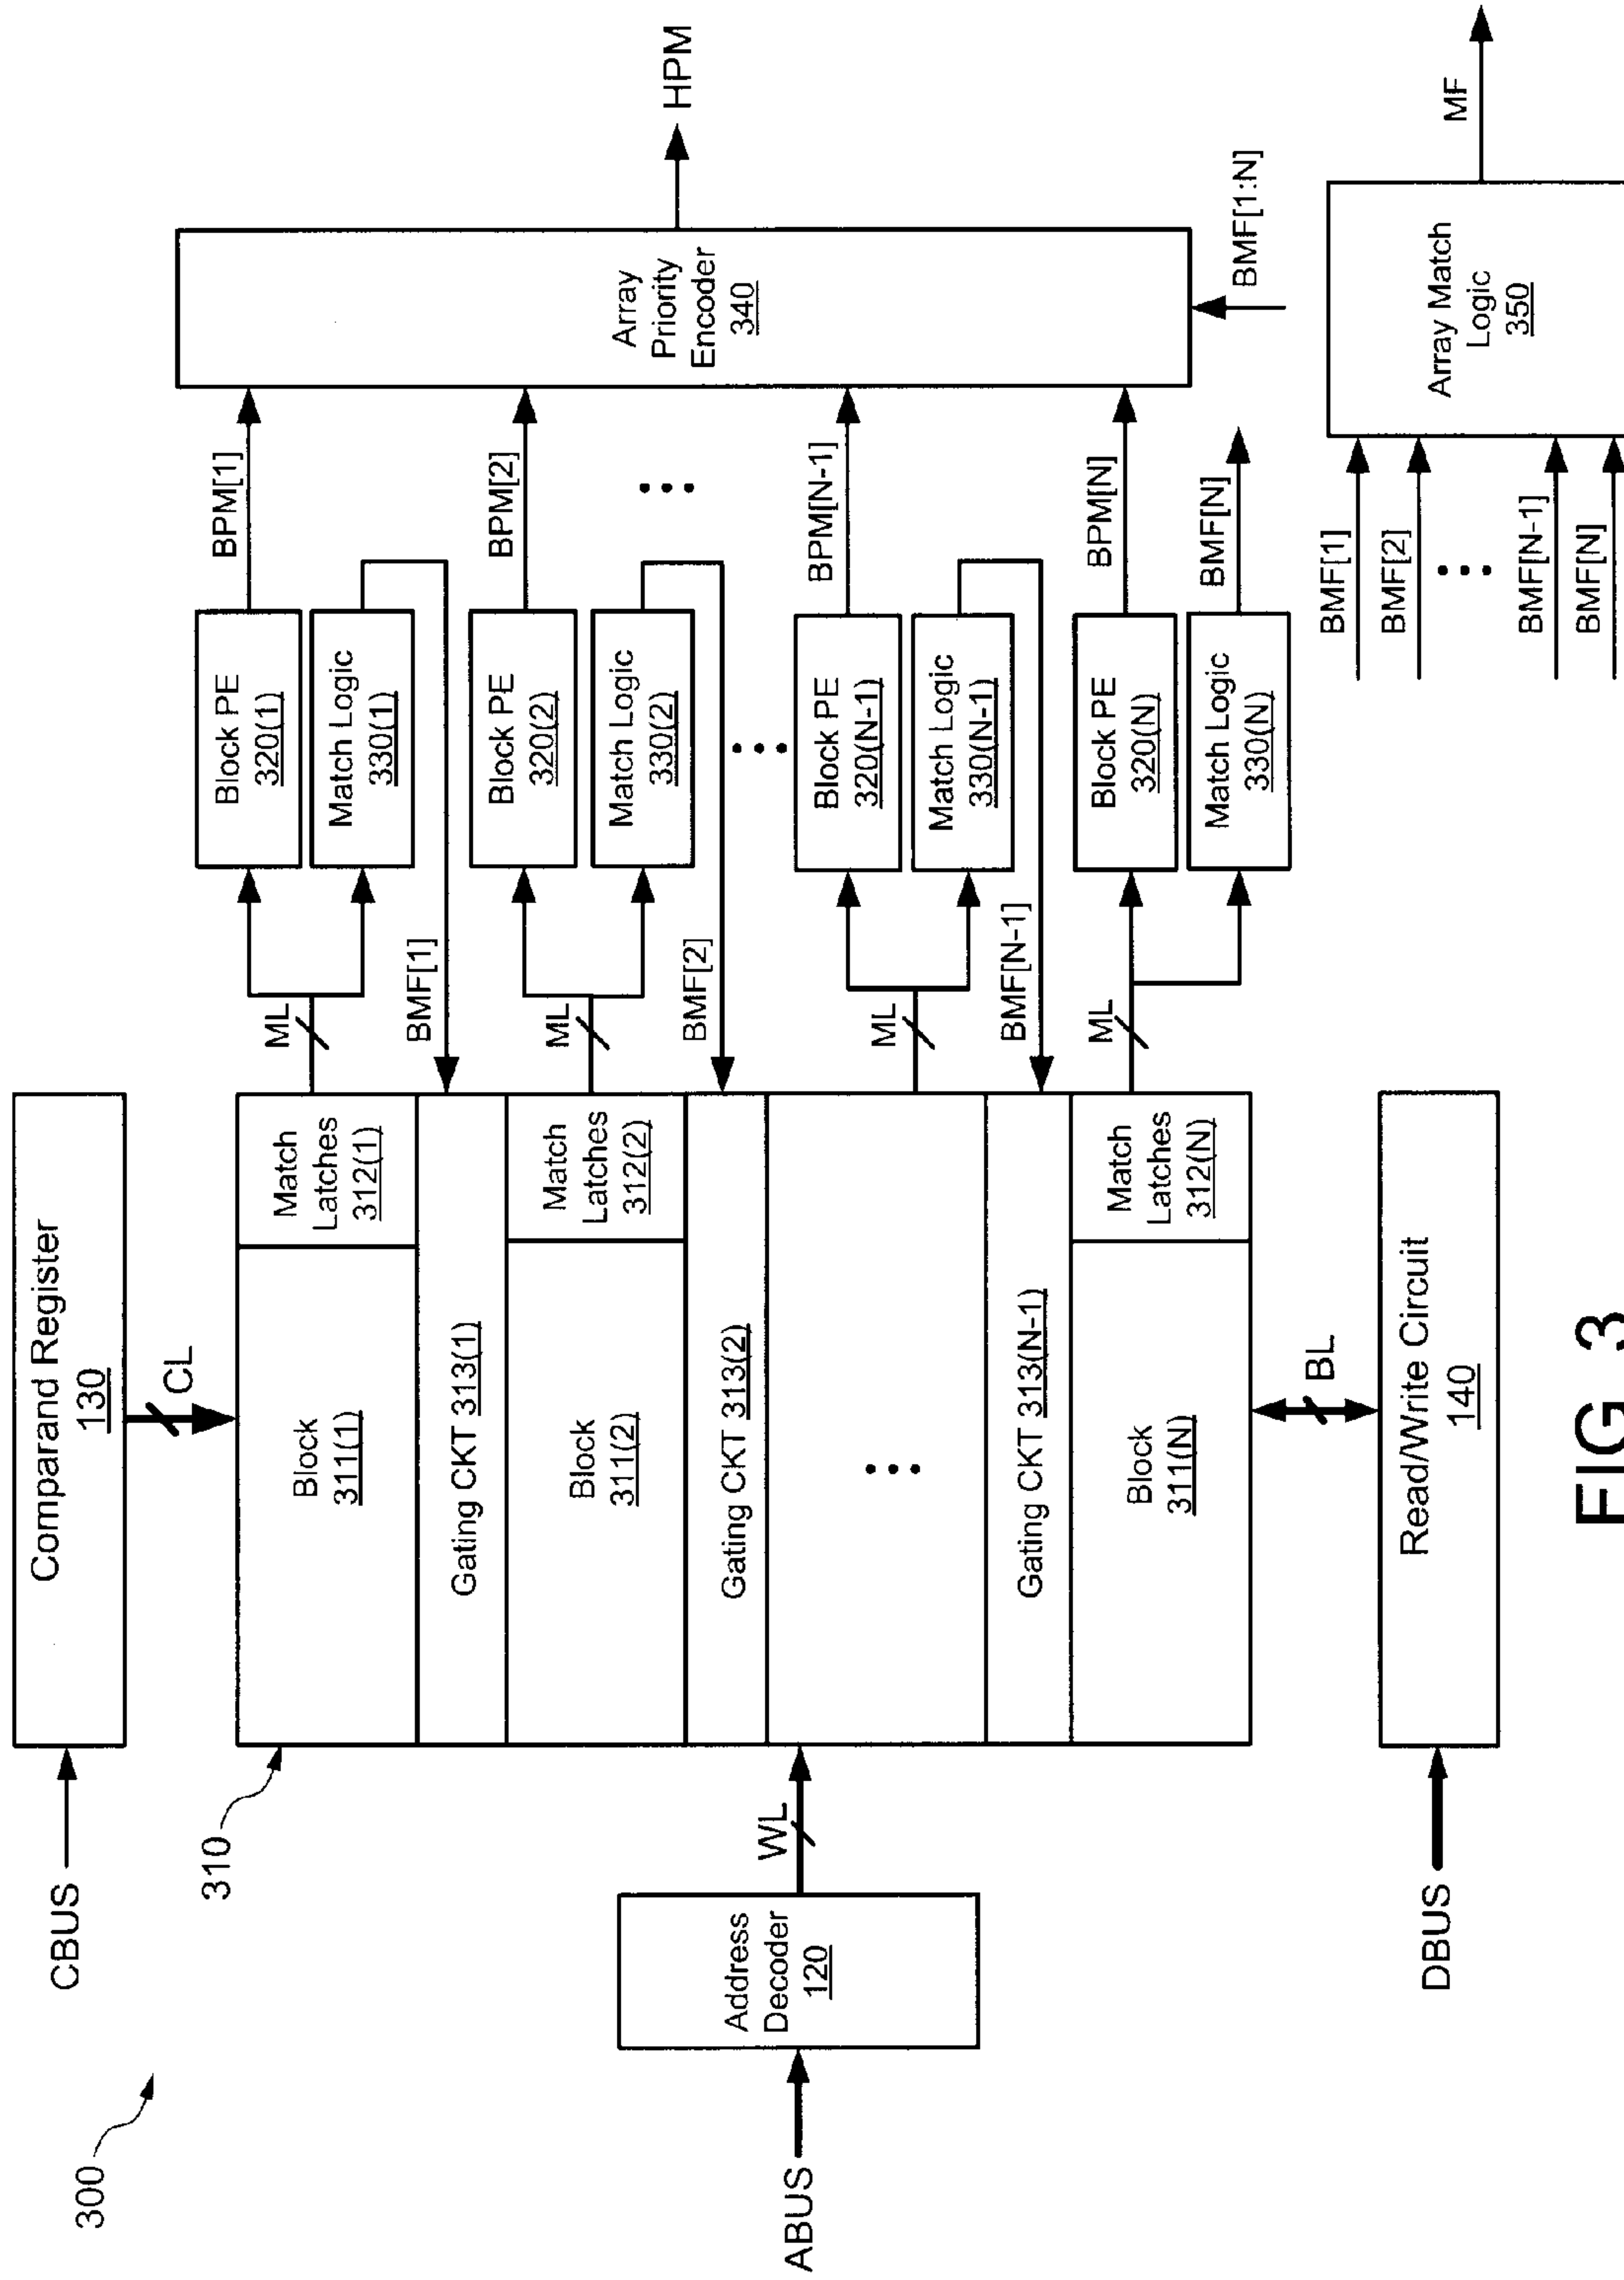 300
CBUS
Comparand Register
130
CL
310
Block
311(1)
Match
Latches
312(1)
Gating CKT 313(1)
Block
311(2)
Match
Latches
312(2)
Gating CKT 313(2)
Gating CKT 313(N-1)
Block
311(N)
Match
Latches
312(N)
ABUS
Address
Decoder
120
WL
BL
DBUS
Read/Write Circuit
140
ML
Block PE
320(1)
BPM[1]
Match Logic
330(1)
BMF[1]
ML
Block PE
320(2)
BPM[2]
Match Logic
330(2)
BMF[2]
ML
Block PE
320(N-1)
BPM[N-1]
Match Logic
330(N-1)
BMF[N-1]
ML
Block PE
320(N)
BPM[N]
Match Logic
330(N)
BMF[N]
Array
Priority
Encoder
340
HPM
BMF[1:N]
BMF[1]
BMF[2]
BMF[N-1]
BMF[N]
Array Match
Logic
350
MF
FIG 3